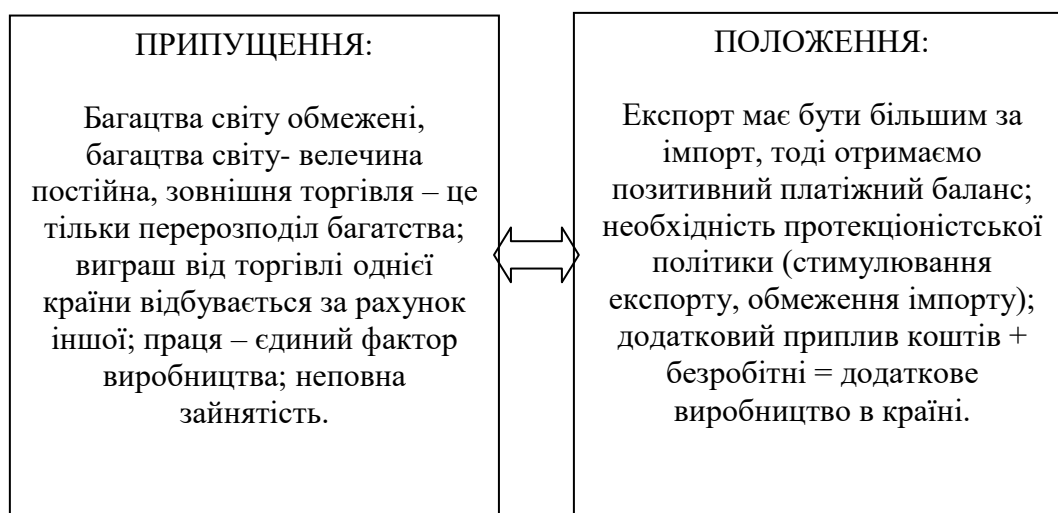 ПРИПУЩЕННЯ:
Багацтва світу обмежені,
багацтва світу- велечина
постійна, зовнішня торгівля – це
тільки перерозподіл багатства;
виграш від торгівлі однієї
країни відбувається за рахунок
іншої; праця – єдиний фактор
виробництва; неповна
зайнятість.
ПОЛОЖЕННЯ:
Експорт має бути більшим за
імпорт, тоді отримаємо
позитивний платіжний баланс;
необхідність протекціоністської
політики (стимулювання
експорту, обмеження імпорту);
додатковий приплив коштів +
безробітні = додаткове
виробництво в країні.